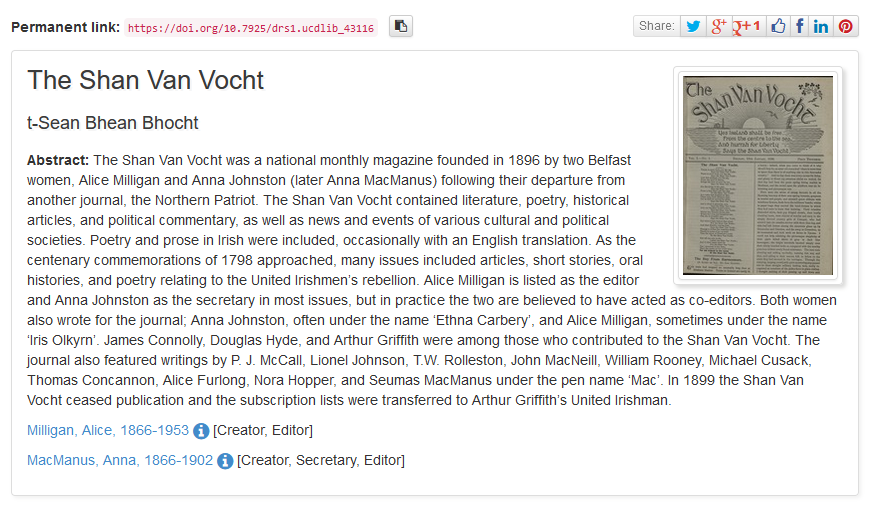 Permanent link: https://doi.org/10.7925/drs1.ucdlib_43116
Share: g+ g+1 f in
The Shan Van Vocht
t-Sean Bhean Bhocht
The
Shan Van Vocht
Yes Ireland shall be free
From the centre to the sea
And hurrah for Liberty
Says the Shan Van Vocht
Abstract: The Shan Van Vocht was a national monthly magazine founded in 1896 by two Belfast
women, Alice Milligan and Anna Johnston (later Anna MacManus) following their departure from
another journal, the Northern Patriot. The Shan Van Vocht contained literature, poetry, historical
articles, and political commentary, as well as news and events of various cultural and political
societies. Poetry and prose in Irish were included, occasionally with an English translation. As the
centenary commemorations of 1798 approached, many issues included articles, short stories, oral
histories, and poetry relating to the United Irishmen’s rebellion. Alice Milligan is listed as the editor
and Anna Johnston as the secretary in most issues, but in practice the two are believed to have acted as co-editors. Both women
also wrote for the journal; Anna Johnston, often under the name ‘Ethna Carbery’, and Alice Milligan, sometimes under the name
‘Iris Olkyrn’. James Connolly, Douglas Hyde, and Arthur Griffith were among those who contributed to the Shan Van Vocht. The
journal also featured writings by P. J. McCall, Lionel Johnson, T.W. Rolleston, John MacNeill, William Rooney, Michael Cusack,
Thomas Concannon, Alice Furlong, Nora Hopper, and Seumas MacManus under the pen name ‘Mac’. In 1899 the Shan Van
Vocht ceased publication and the subscription lists were transferred to Arthur Griffith’s United Irishman.
Milligan, Alice, 1866-1953 [Creator, Editor]
MacManus, Anna, 1866-1902 [Creator, Secretary, Editor]